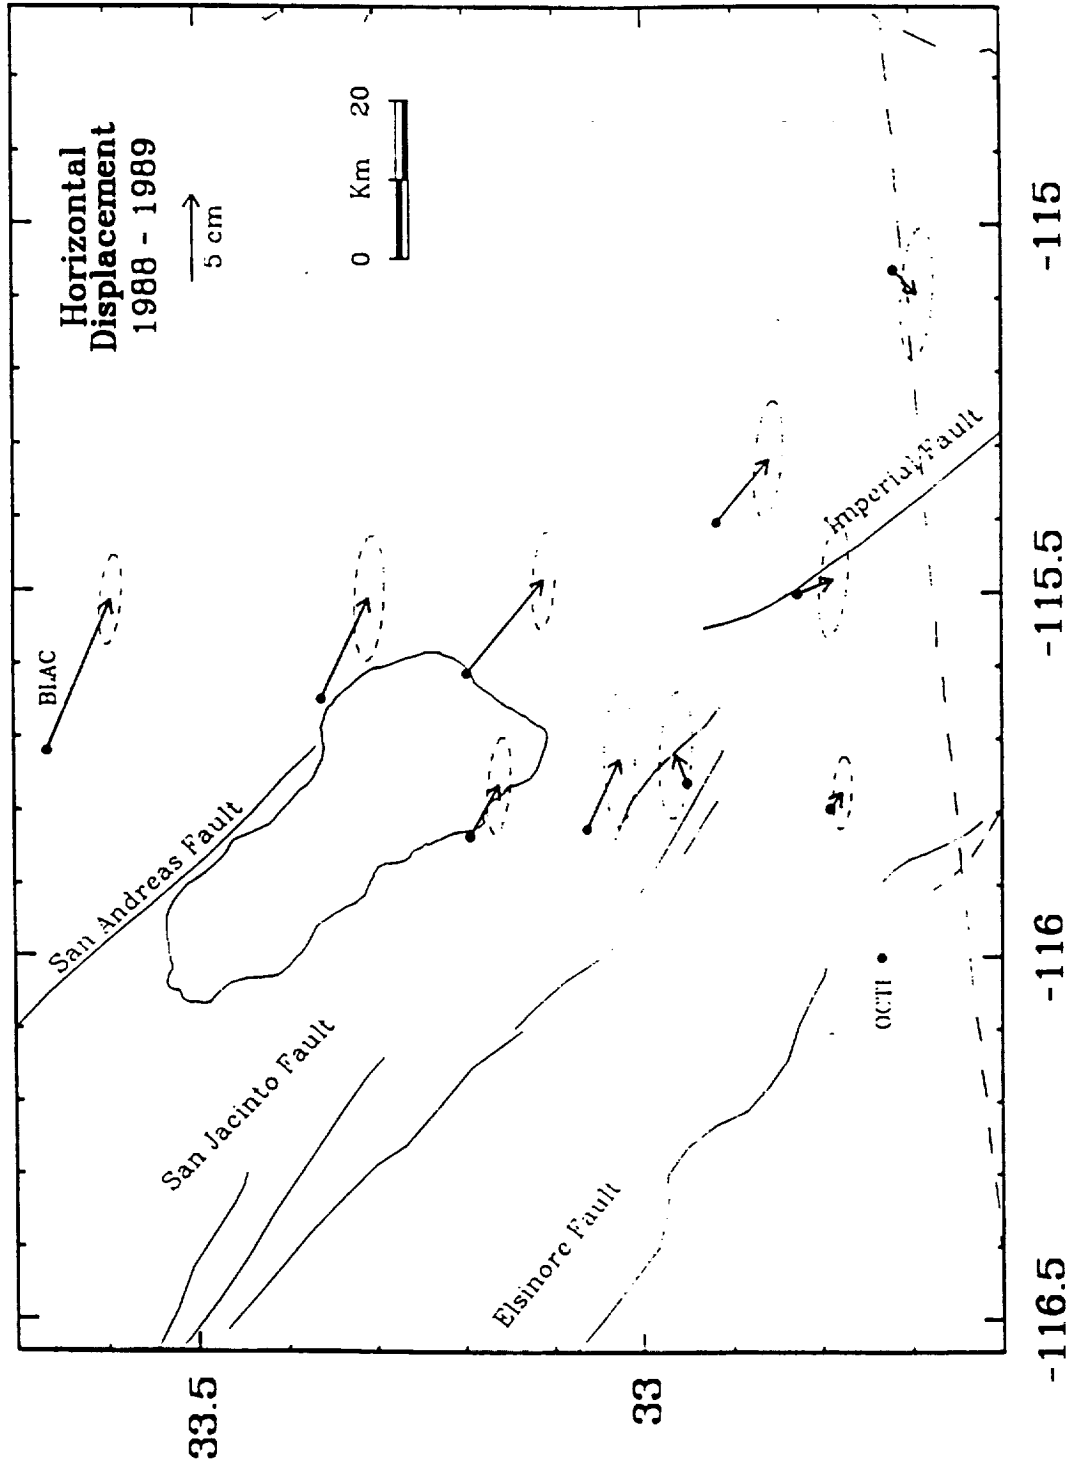 Horizontal
Displacement
1988 - 1989
5 cm
0 Km 20
BLAC
San Andreas Fault
San Jacinto Fault
Elsinore Fault
Imperial Fault
OCTI
33.5
33
-116.5
-116
-115.5
-115